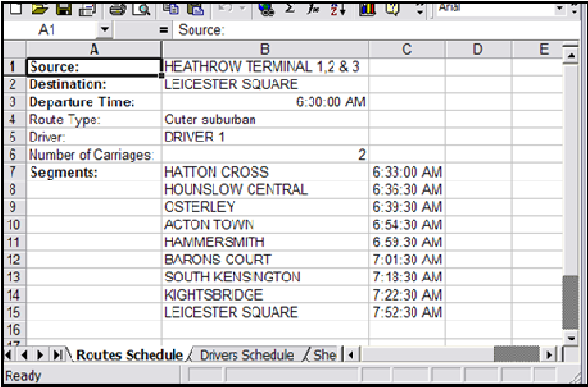 Arial
A1 = Source:
A B C D E
1 Source: HEATHROW TERMINAL 1,2 & 3
2 Destination: LEICESTER SQUARE
3 Departure Time: 6:30:00 AM
4 Route Type: Outer suburban
5 Driver: DRIVER 1
6 Number of Carriages: 2
7 Segments: HATTON CROSS 6:33:00 AM
8 HOUNSLOW CENTRAL 6:36:30 AM
9 OSTERLEY 6:39:30 AM
10 ACTON TOWN 6:54:30 AM
11 HAMMERSMITH 6:59:30 AM
12 BARONS COURT 7:01:30 AM
13 SOUTH KENSINGTON 7:18:30 AM
14 KIGHTSBRIDGE 7:22:30 AM
15 LEICESTER SQUARE 7:52:30 AM
16
17
Routes Schedule Drivers Schedule She
Ready